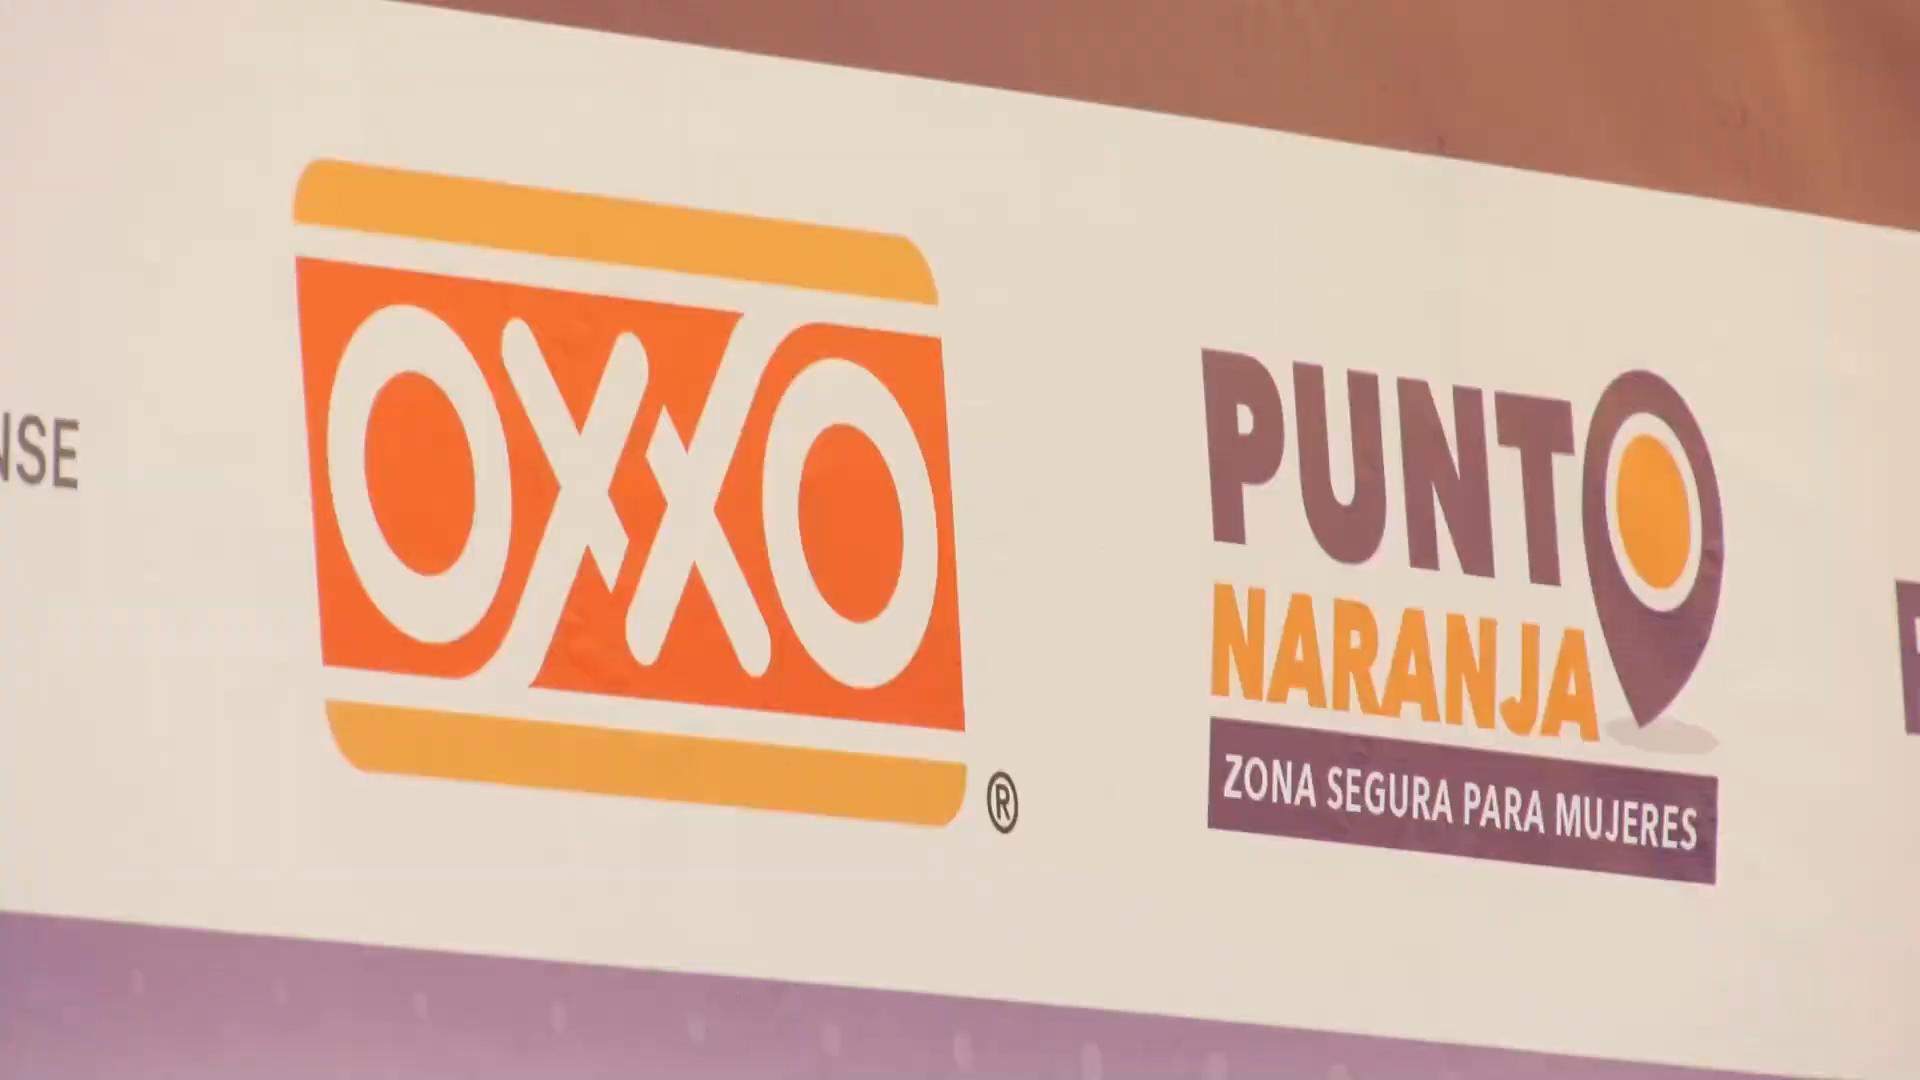 NSE
OXXO
®
PUNTO
NARANJA
ZONA SEGURA PARA MUJERES